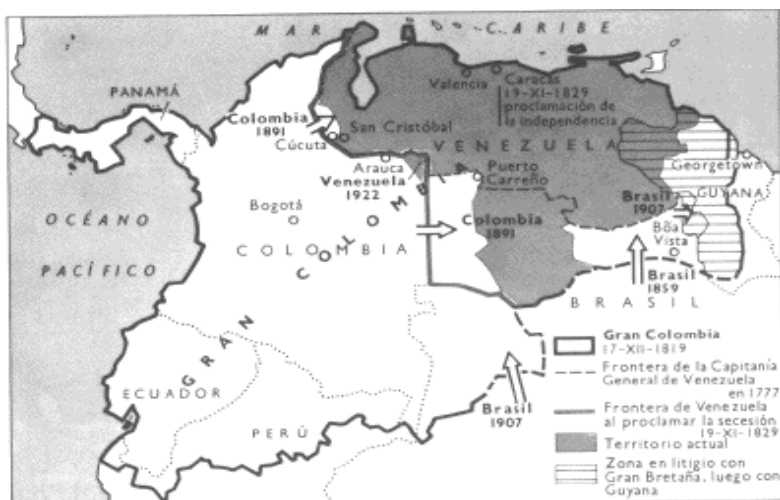 MAR CARIBE
PANAMÁ
Valencia
Caracas
19-XI-1829
proclamación de
la independencia
Colombia
1891
San Cristóbal
Cúcuta
VENEZUELA
Arauca
Venezuela
1922
Puerto
Carreño
Georgetown
GUYANA
Brasil
1907
Bõa
Vista
Bogotá
COLOMBIA
Colombia
1891
OCÉANO
PACÍFICO
GRAN COLOMBIA
Brasil
1859
BRASIL
ECUADOR
PERÚ
Brasil
1907
Gran Colombia
17-XII-1819
Frontera de la Capitanía
General de Venezuela
en 1777
Frontera de Venezuela
al proclamar la secesión
19-XI-1829
Territorio actual
Zona en litigio con
Gran Bretaña, luego con
Guyana